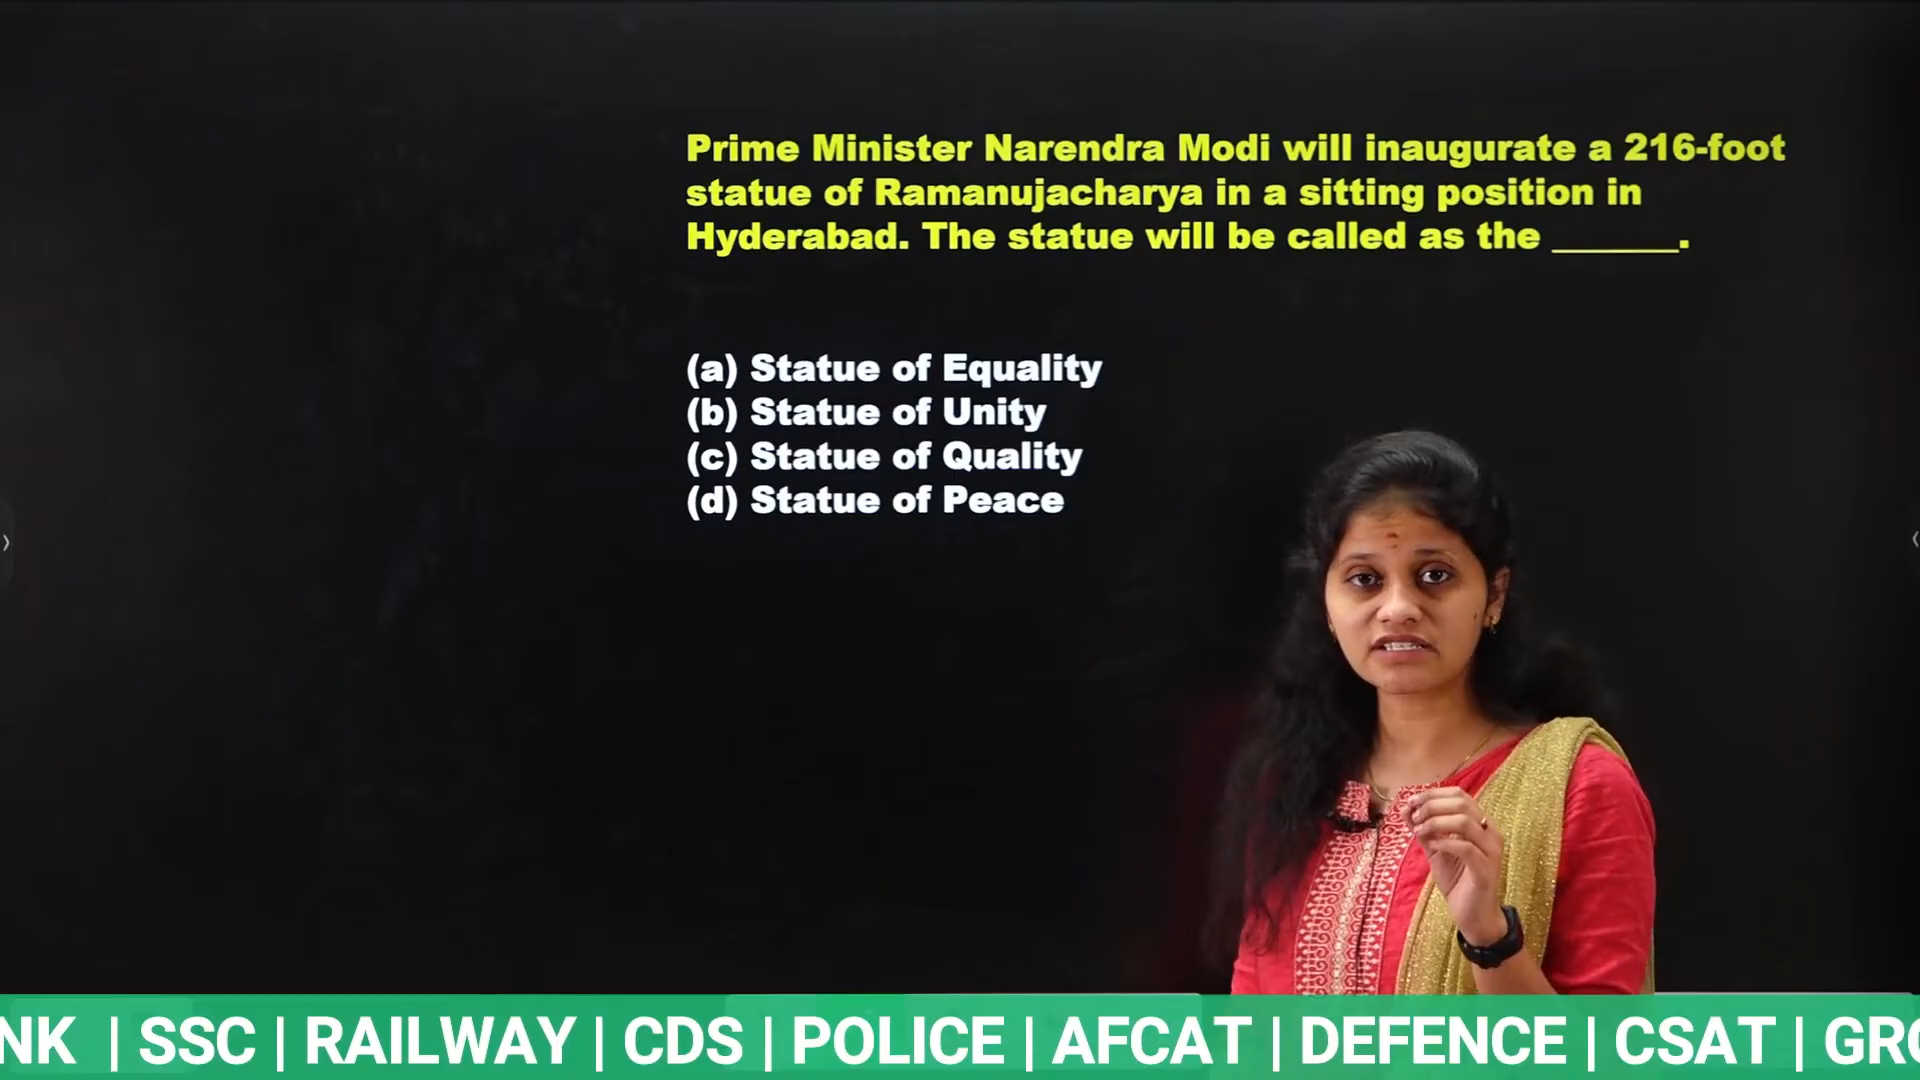 Prime Minister Narendra Modi will inaugurate a 216-foot
statue of Ramanujacharya in a sitting position in
Hyderabad. The statue will be called as the ______.
(a) Statue of Equality
(b) Statue of Unity
(c) Statue of Quality
(d) Statue of Peace
NK | SSC | RAILWAY | CDS | POLICE | AFCAT | DEFENCE | CSAT | GRO